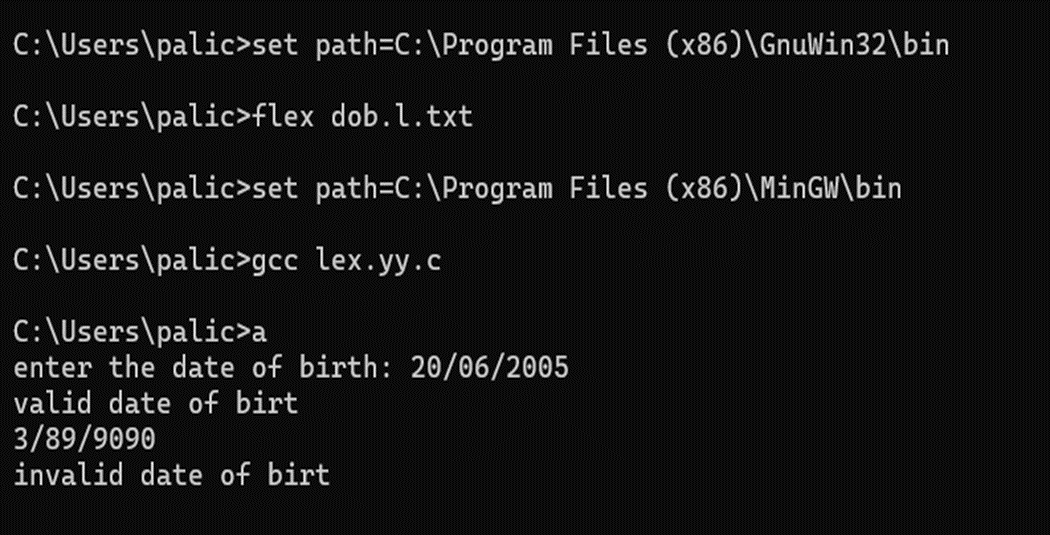 C:\Users\palic>set path=C:\Program Files (x86)\GnuWin32\bin
C:\Users\palic>flex dob.l.txt
C:\Users\palic>set path=C:\Program Files (x86)\MinGW\bin
C:\Users\palic>gcc lex.yy.c
C:\Users\palic>a
enter the date of birth: 20/06/2005
valid date of birt
3/89/9090
invalid date of birt